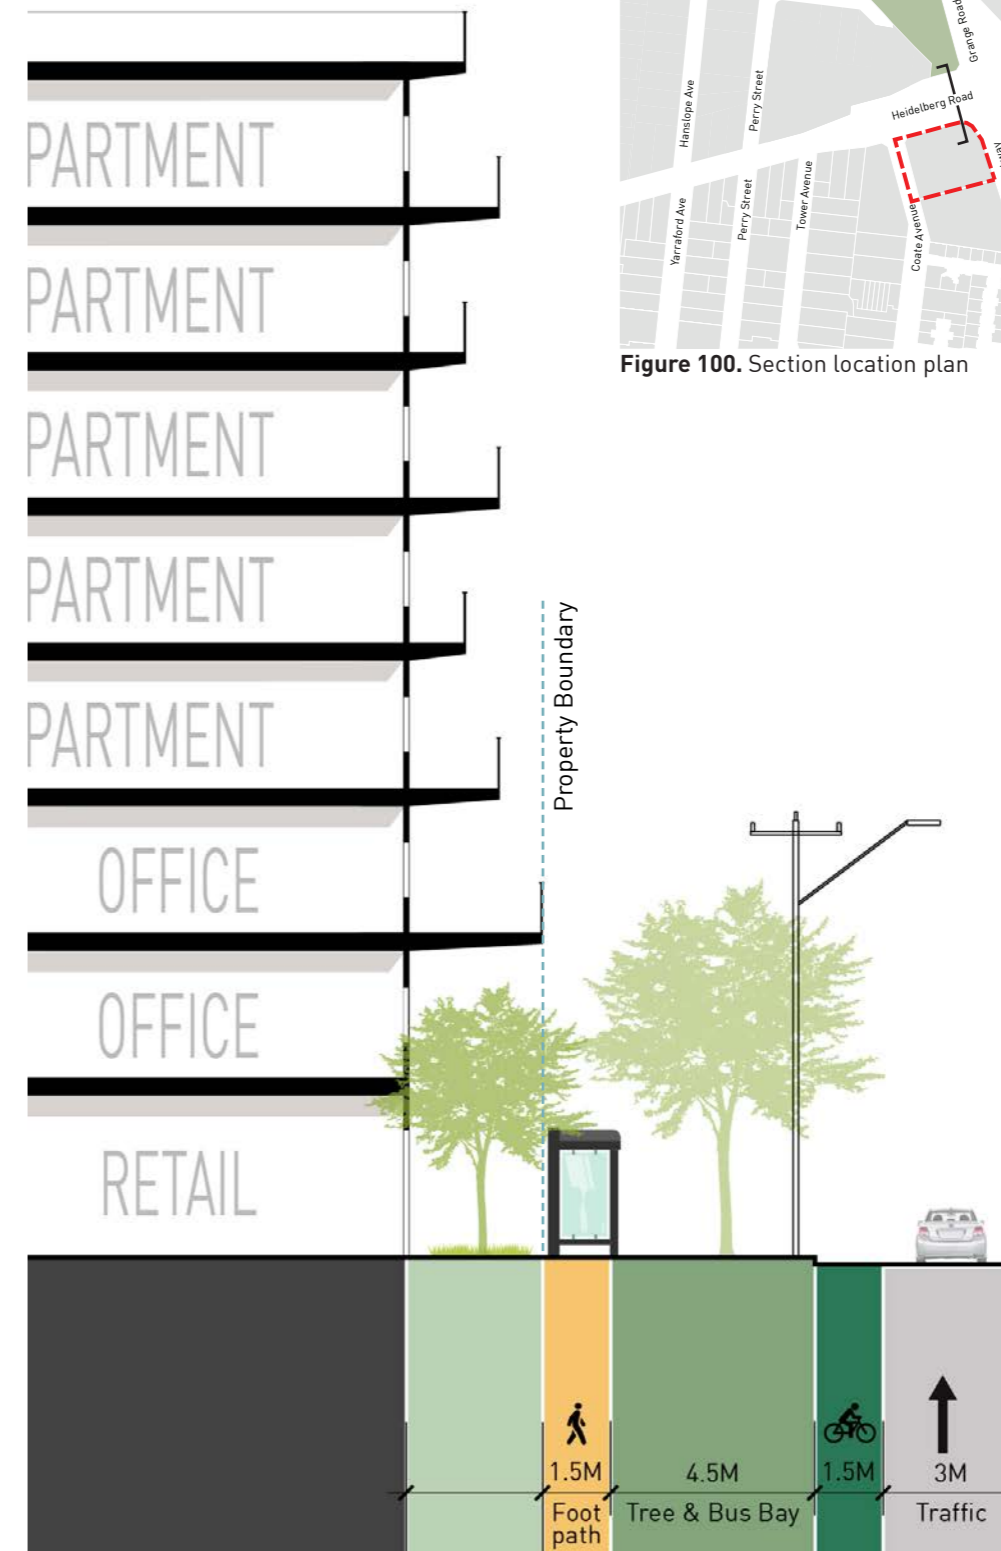 PARTMENT
PARTMENT
PARTMENT
PARTMENT
PARTMENT
OFFICE
OFFICE
RETAIL
Property Boundary
Hanslope Ave
Perry Street
Heidelberg Road
Grange Road
Yarraford Ave
Perry Street
Tower Avenue
Coate Avenue
Figure 100. Section location plan
1.5M
4.5M
1.5M
3M
Foot path
Tree & Bus Bay
Traffic